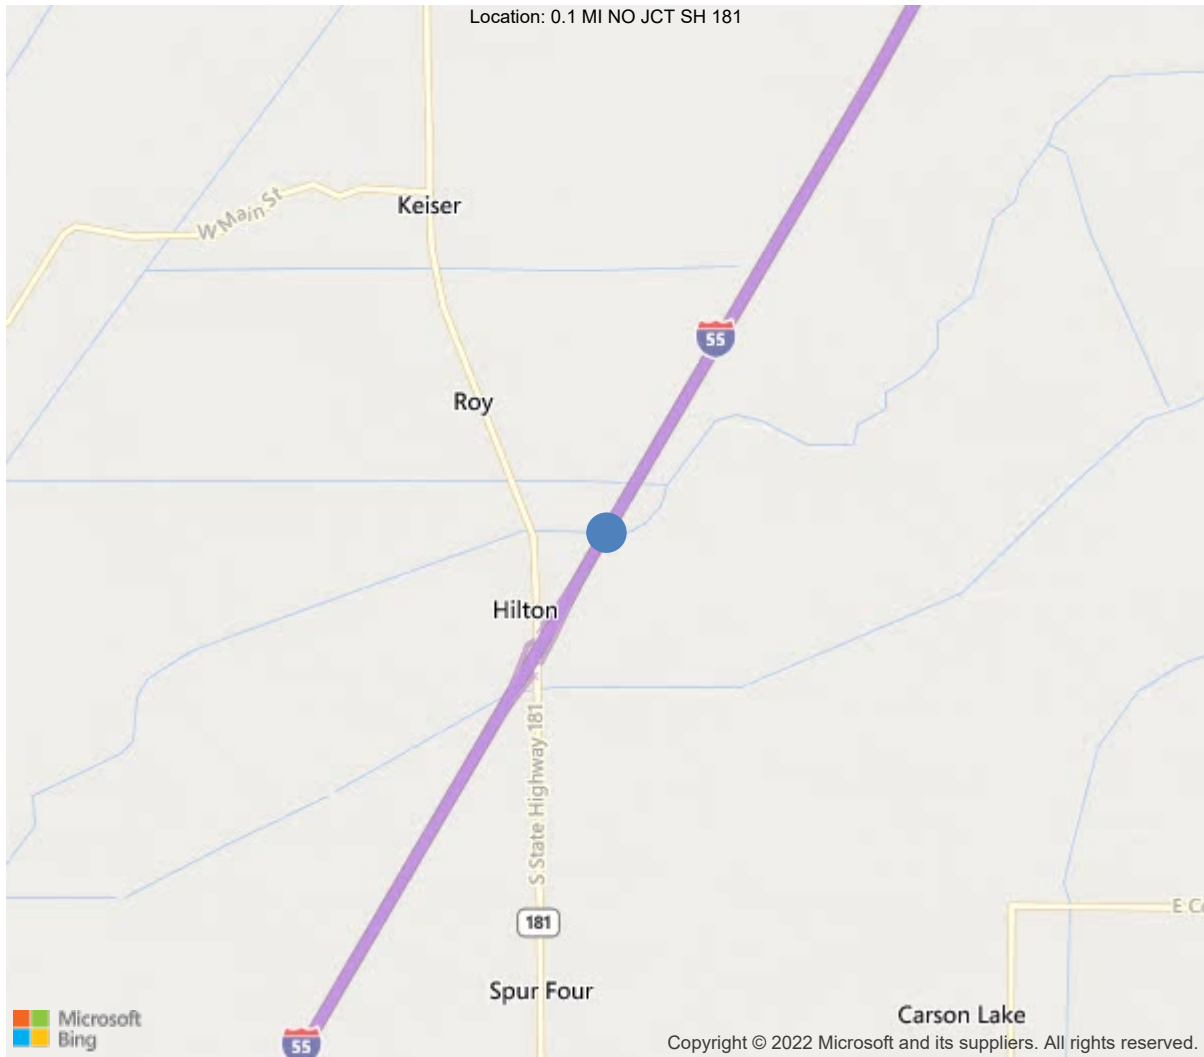 Location: 0.1 MI NO JCT SH 181
W Main St
Keiser
55
Roy
Hilton
S State Highway 181
181
E Co
Spur Four
Carson Lake
Microsoft
Bing
55
Copyright © 2022 Microsoft and its suppliers. All rights reserved.